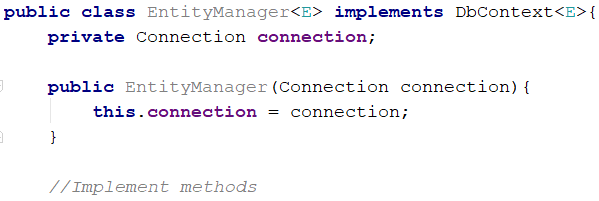 public class EntityManager<E> implements DbContext<E>{
private Connection connection;
public EntityManager(Connection connection){
this.connection = connection;
}
//Implement methods